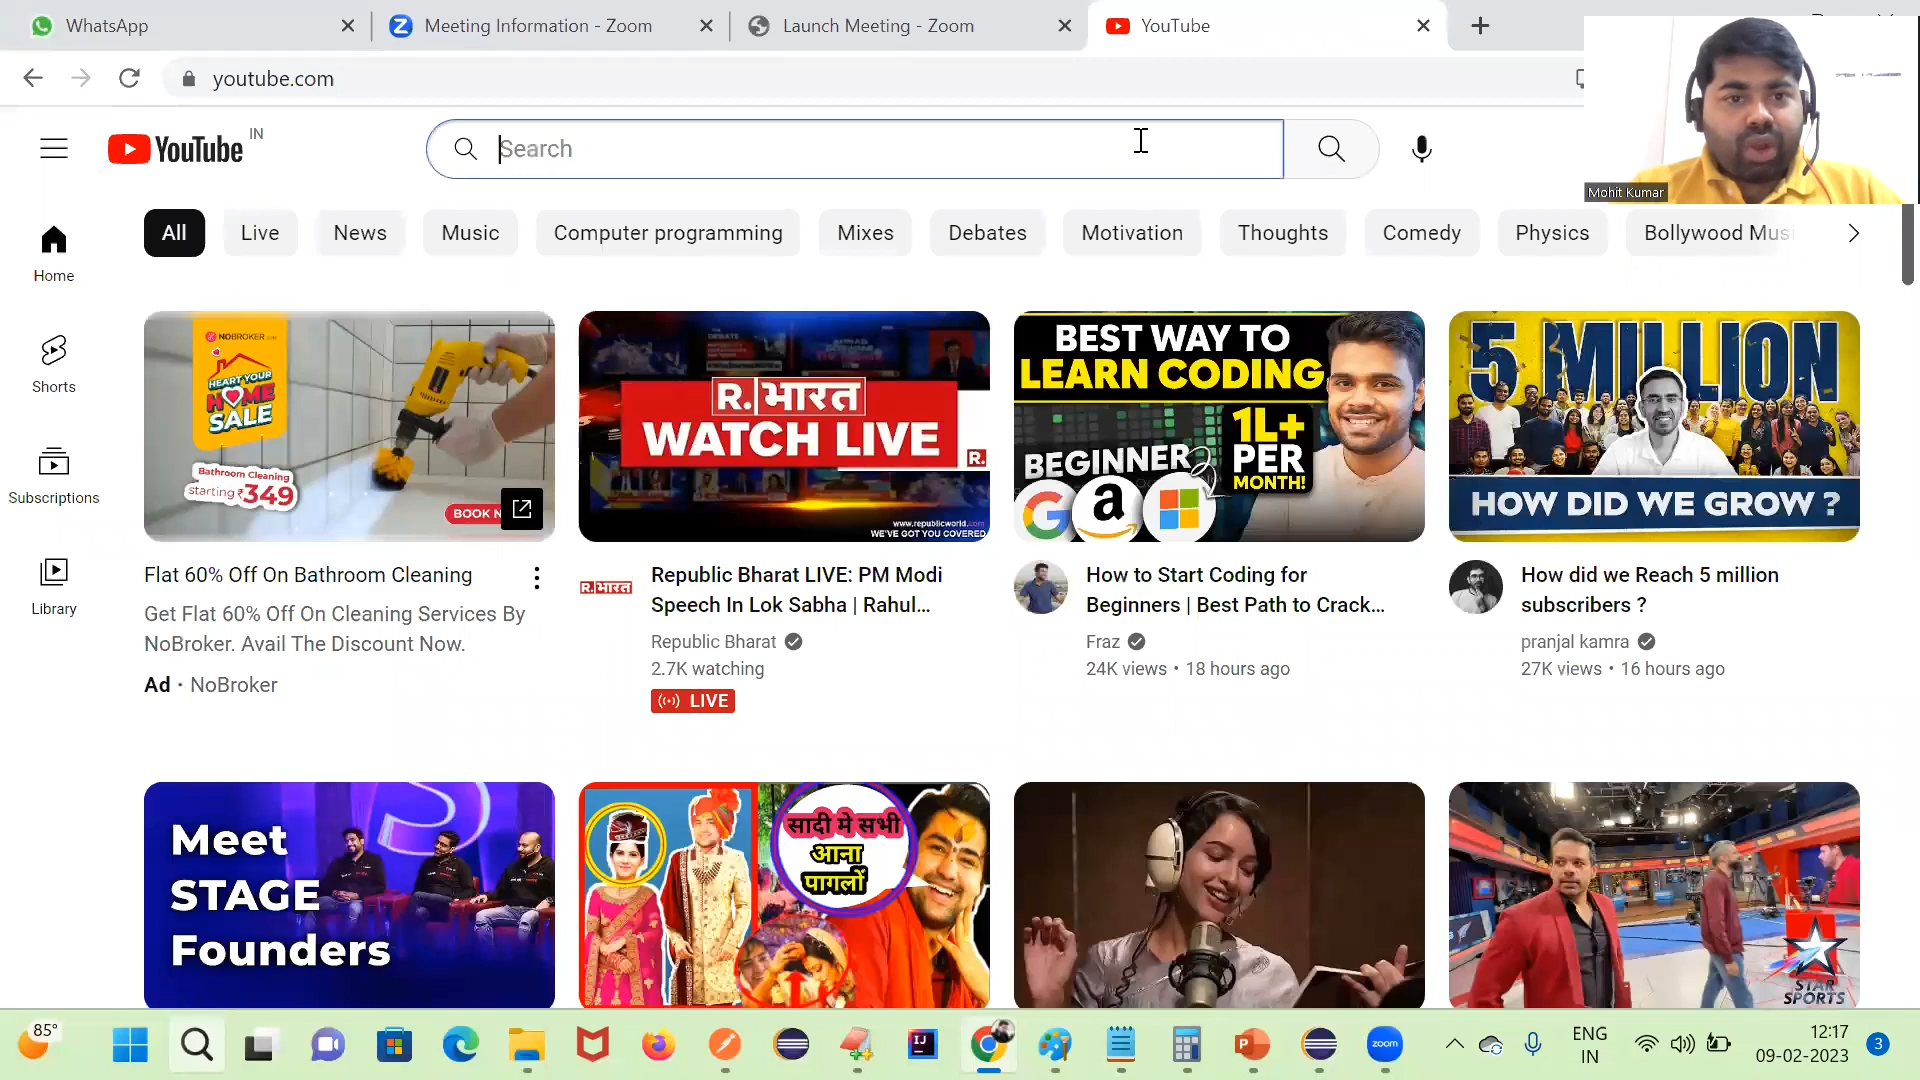 WhatsApp
Meeting Information - Zoom
Launch Meeting - Zoom
YouTube
youtube.com
Mohit Kumar
YouTube IN
Search
All
Live
News
Music
Computer programming
Mixes
Debates
Motivation
Thoughts
Comedy
Physics
Bollywood Musi
Home
Shorts
Subscriptions
Library
NOBROKER.COM
HEART YOUR
HOME
SALE
Bathroom Cleaning
starting ₹349
BOOK N
Flat 60% Off On Bathroom Cleaning
Get Flat 60% Off On Cleaning Services By
NoBroker. Avail The Discount Now.
Ad · NoBroker
R.भारत
WATCH LIVE
R.
www.republicworld.com
WE'VE GOT YOU COVERED
R.भारत
Republic Bharat LIVE: PM Modi
Speech In Lok Sabha | Rahul...
Republic Bharat
2.7K watching
LIVE
BEST WAY TO
LEARN CODING
BEGINNER
1L+
PER
MONTH!
G
a
How to Start Coding for
Beginners | Best Path to Crack...
Fraz
24K views • 18 hours ago
5 MILLION
HOW DID WE GROW ?
How did we Reach 5 million
subscribers ?
pranjal kamra
27K views • 16 hours ago
Meet
STAGE
Founders
सादी मे सभी
आना
पागलों
STAR
SPORTS
85°
IJ
P
zoom
ENG
IN
12:17
09-02-2023
3